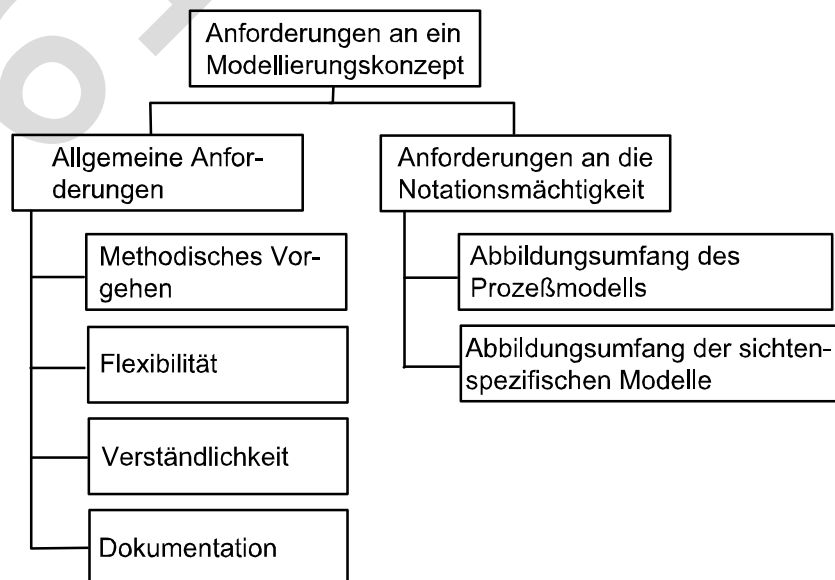 Anforderungen an ein
Modellierungskonzept
Allgemeine Anfor-
derungen
Methodisches Vor-
gehen
Flexibilität
Verständlichkeit
Dokumentation
Anforderungen an die
Notationsmächtigkeit
Abbildungsumfang des
Prozeßmodells
Abbildungsumfang der sichten-
spezifischen Modelle